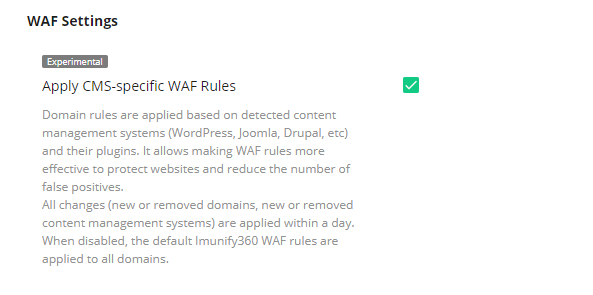 WAF Settings
Experimental
Apply CMS-specific WAF Rules
Domain rules are applied based on detected content
management systems (WordPress, Joomla, Drupal, etc)
and their plugins. It allows making WAF rules more
effective to protect websites and reduce the number of
false positives.
All changes (new or removed domains, new or removed
content management systems) are applied within a day.
When disabled, the default Imunify360 WAF rules are
applied to all domains.